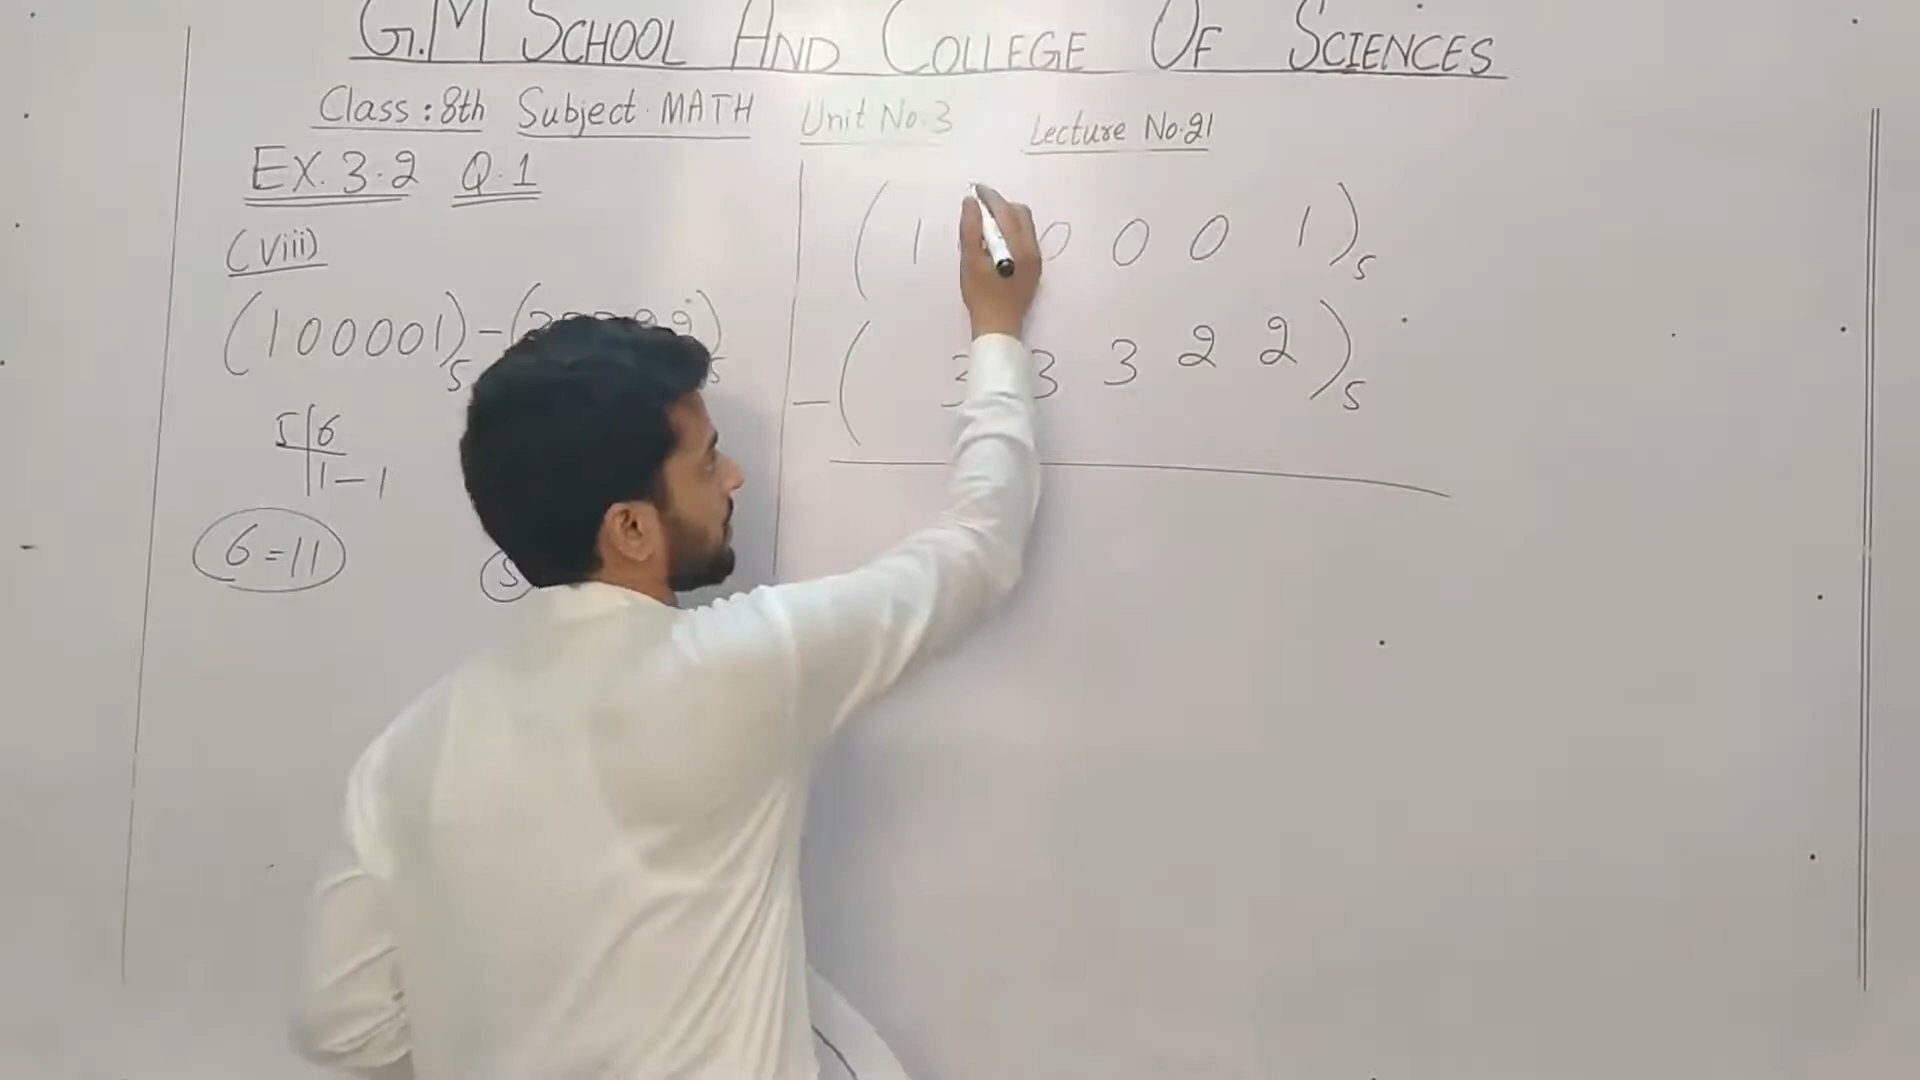 G.M SCHOOL AND COLLEGE OF SCIENCES
Class : 8th Subject. MATH Unit No.3 Lecture No.21
EX. 3.2 Q.1
(viii)
(100001)5 - (
5|6
1-1
6=11
5
(1 0 0 0 1)5
-(3 3 3 2 2)5